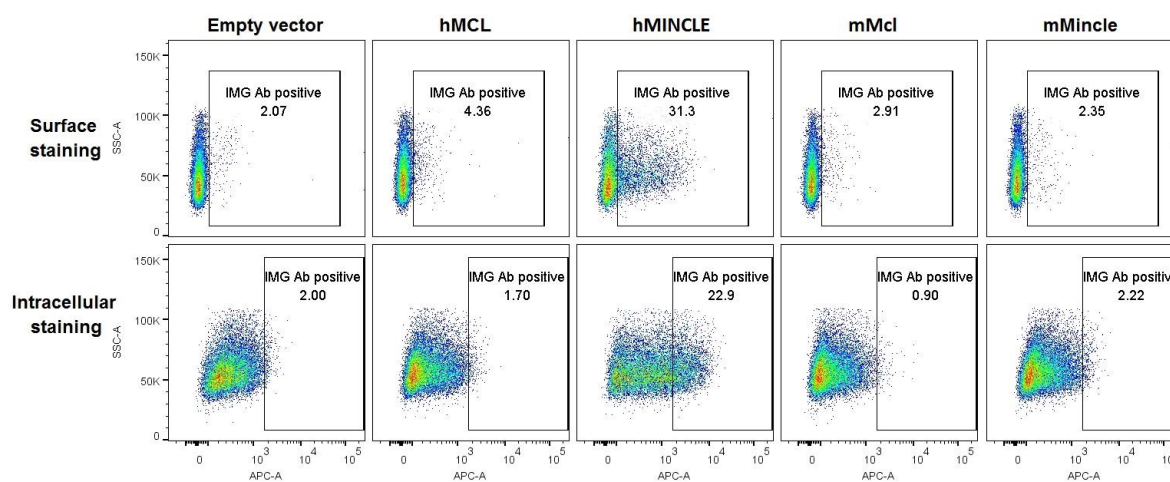 Empty vector hMCL hMINCLE mMcl mMincle
Surface
staining
SSC-A
150K
100K
50K
0
IMG Ab positive
2.07
IMG Ab positive
4.36
IMG Ab positive
31.3
IMG Ab positive
2.91
IMG Ab positive
2.35
Intracellular
staining
SSC-A
150K
100K
50K
0
IMG Ab positive
2.00
IMG Ab positive
1.70
IMG Ab positive
22.9
IMG Ab positive
0.90
IMG Ab positive
2.22
0 10^3 10^4 10^5 0 10^3 10^4 10^5 0 10^3 10^4 10^5 0 10^3 10^4 10^5 0 10^3 10^4 10^5
APC-A APC-A APC-A APC-A APC-A